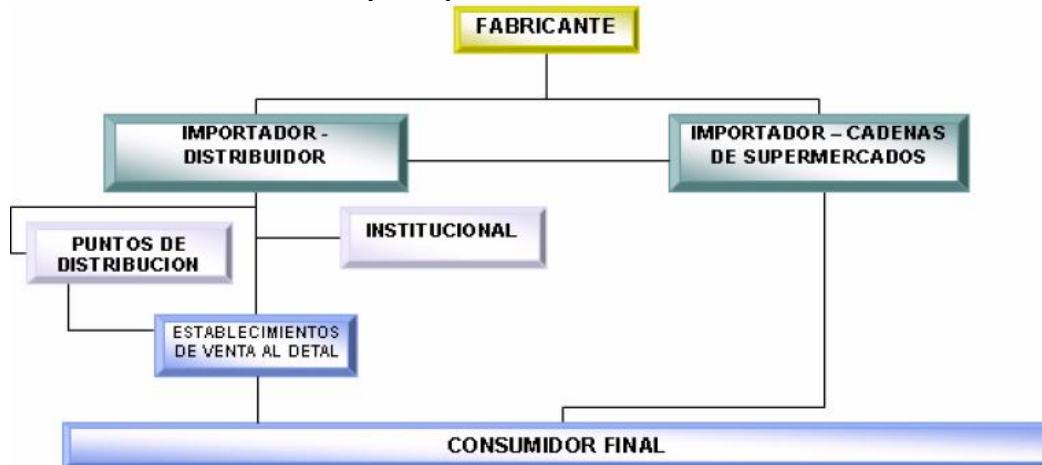 FABRICANTE
IMPORTADOR -
DISTRIBUIDOR
IMPORTADOR – CADENAS
DE SUPERMERCADOS
INSTITUCIONAL
PUNTOS DE
DISTRIBUCION
ESTABLECIMIENTOS
DE VENTA AL DETAL
CONSUMIDOR FINAL